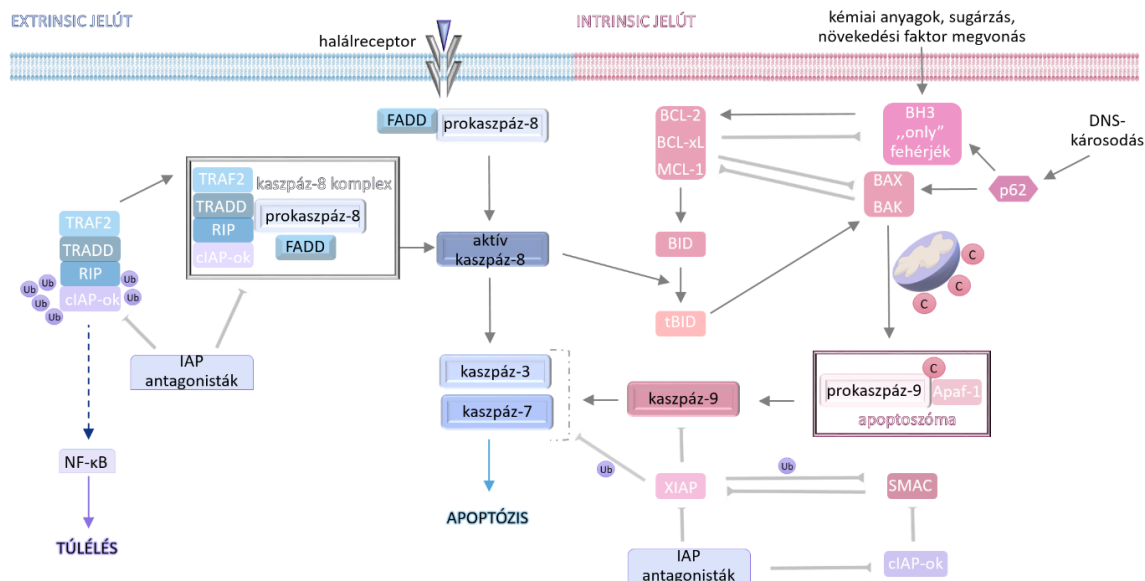 EXTRINSIC JELÚT
INTRINSIC JELÚT
kémiai anyagok, sugárzás,
növekedési faktor megvonás
halálreceptor
FADD
prokaszpáz-8
BCL-2
BCL-xL
MCL-1
BH3
„only”
fehérjék
DNS-
károsodás
p62
BAX
BAK
TRAF2
TRADD
RIP
cIAP-ok
kaszpáz-8 komplex
prokaszpáz-8
FADD
TRAF2
TRADD
RIP
cIAP-ok
Ub
Ub
Ub
Ub
Ub
Ub
Ub
aktív
kaszpáz-8
BID
tBID
C
C
C
IAP
antagonisták
kaszpáz-3
kaszpáz-7
kaszpáz-9
C
prokaszpáz-9
Apaf-1
apoptoszóma
NF-κB
TÚLÉLÉS
APOPTÓZIS
Ub
Ub
XIAP
SMAC
IAP
antagonisták
cIAP-ok